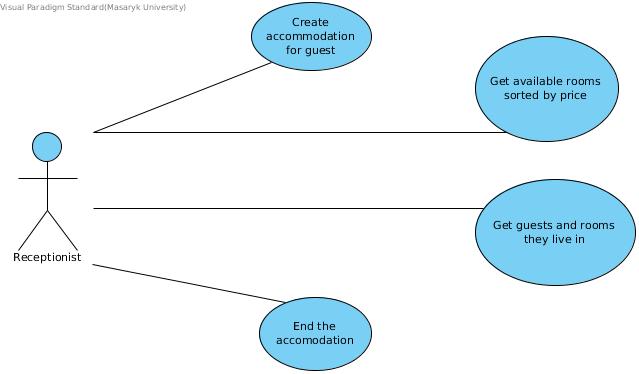 Visual Paradigm Standard(Masaryk University)
Create
accommodation
for guest
Get available rooms
sorted by price
Get guests and rooms
they live in
Receptionist
End the
accomodation